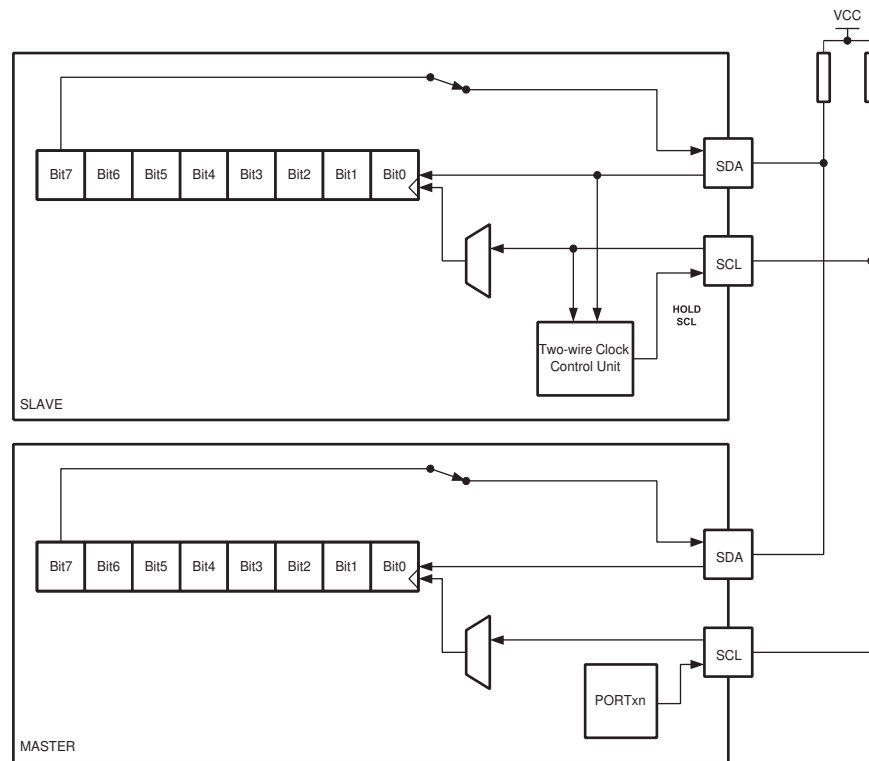 VCC
Bit7 Bit6 Bit5 Bit4 Bit3 Bit2 Bit1 Bit0
SDA
SCL
HOLD
SCL
Two-wire Clock
Control Unit
SLAVE
Bit7 Bit6 Bit5 Bit4 Bit3 Bit2 Bit1 Bit0
SDA
SCL
PORTxn
MASTER